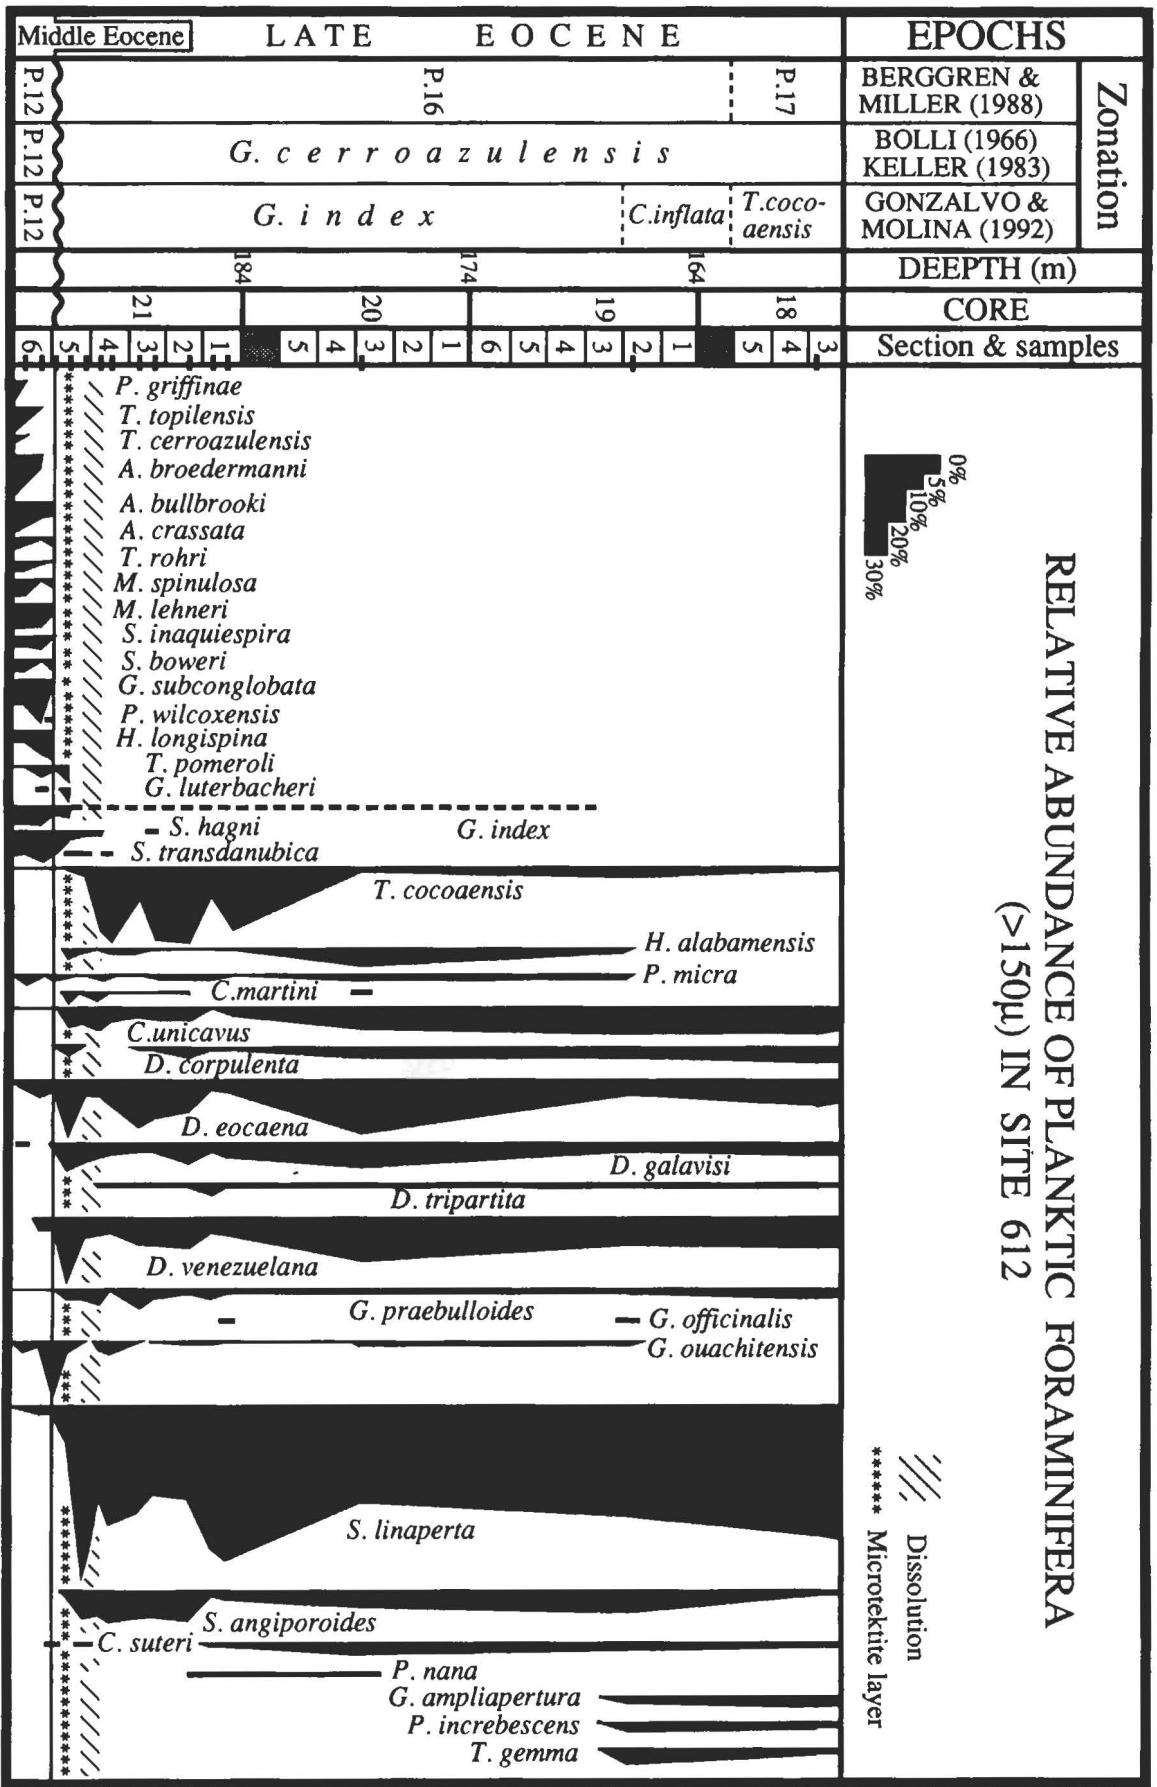 Middle Eocene
LATE EOCENE
EPOCHS
P.12
P.16
P.17
BERGGREN &
MILLER (1988)
Zonation
P.12
G. cerroazulensis
BOLLI (1966)
KELLER (1983)
P.12
G. index
C.inflata
T.coco-
aensis
GONZALVO &
MOLINA (1992)
184
174
164
DEEPTH (m)
21
20
19
18
CORE
6 5 4 3 2 1 5 4 3 2 1 6 5 4 3 2 1 5 4 3
Section & samples
P. griffinae
T. topilensis
T. cerroazulensis
A. broedermanni
A. bullbrooki
A. crassata
T. rohri
M. spinulosa
M. lehneri
S. inaquiespira
S. boweri
G. subconglobata
P. wilcoxensis
H. longispina
T. pomeroli
G. luterbacheri
S. hagni
G. index
S. transdanubica
T. cocoaensis
H. alabamensis
P. micra
C.martini
C.unicavus
D. corpulenta
D. eocaena
D. galavisi
D. tripartita
D. venezuelana
G. praebulloides
G. officinalis
G. ouachitensis
S. linaperta
S. angiporoides
C. suteri
P. nana
G. ampliapertura
P. increbescens
T. gemma
0%
5%
10%
20%
30%
RELATIVE ABUNDANCE OF PLANKTIC FORAMINIFERA
(>150μ) IN SITE 612
Dissolution
****** Microtektite layer